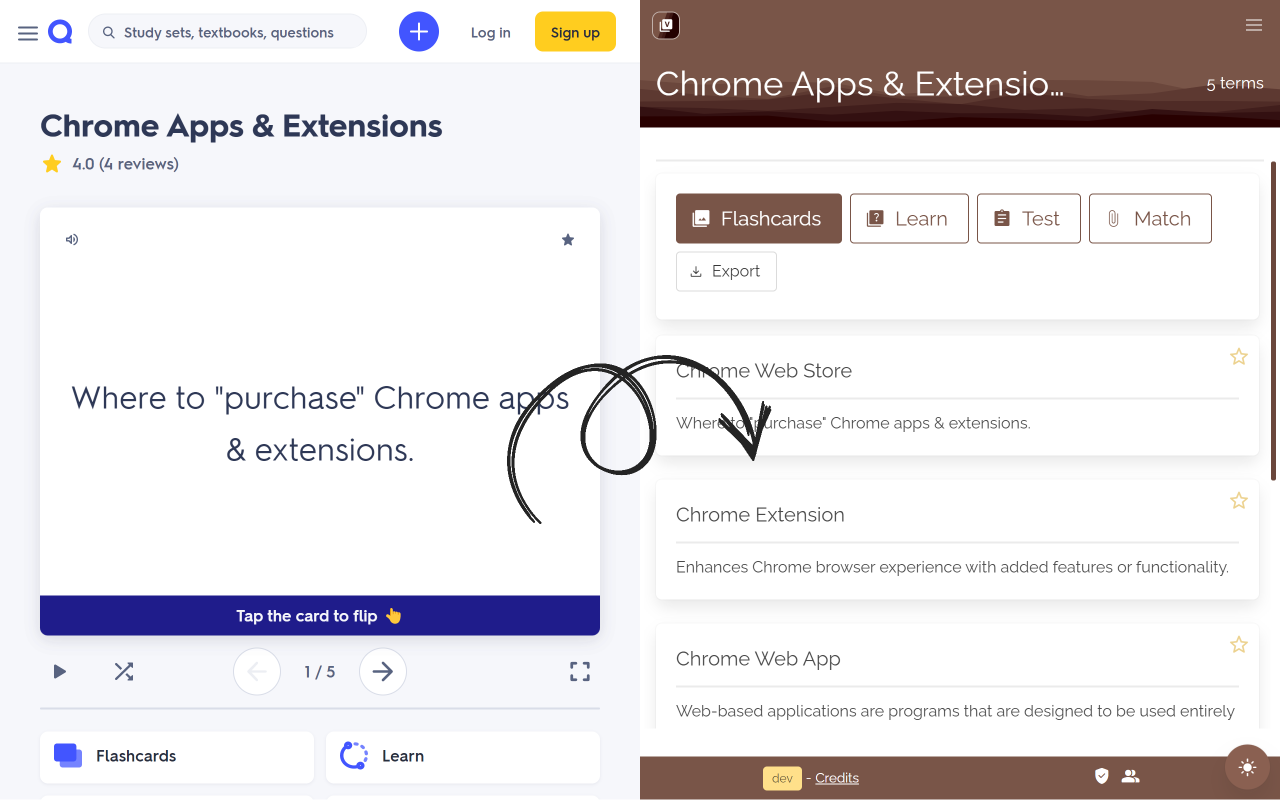 Study sets, textbooks, questions
Log in
Sign up
Chrome Apps & Extensions
4.0 (4 reviews)
Where to "purchase" Chrome apps
& extensions.
Tap the card to flip 👆
1 / 5
Flashcards
Learn
V
Chrome Apps & Extensio...
5 terms
Flashcards
Learn
Test
Match
Export
Chrome Web Store
Where to "purchase" Chrome apps & extensions.
Chrome Extension
Enhances Chrome browser experience with added features or functionality.
Chrome Web App
Web-based applications are programs that are designed to be used entirely
dev - Credits